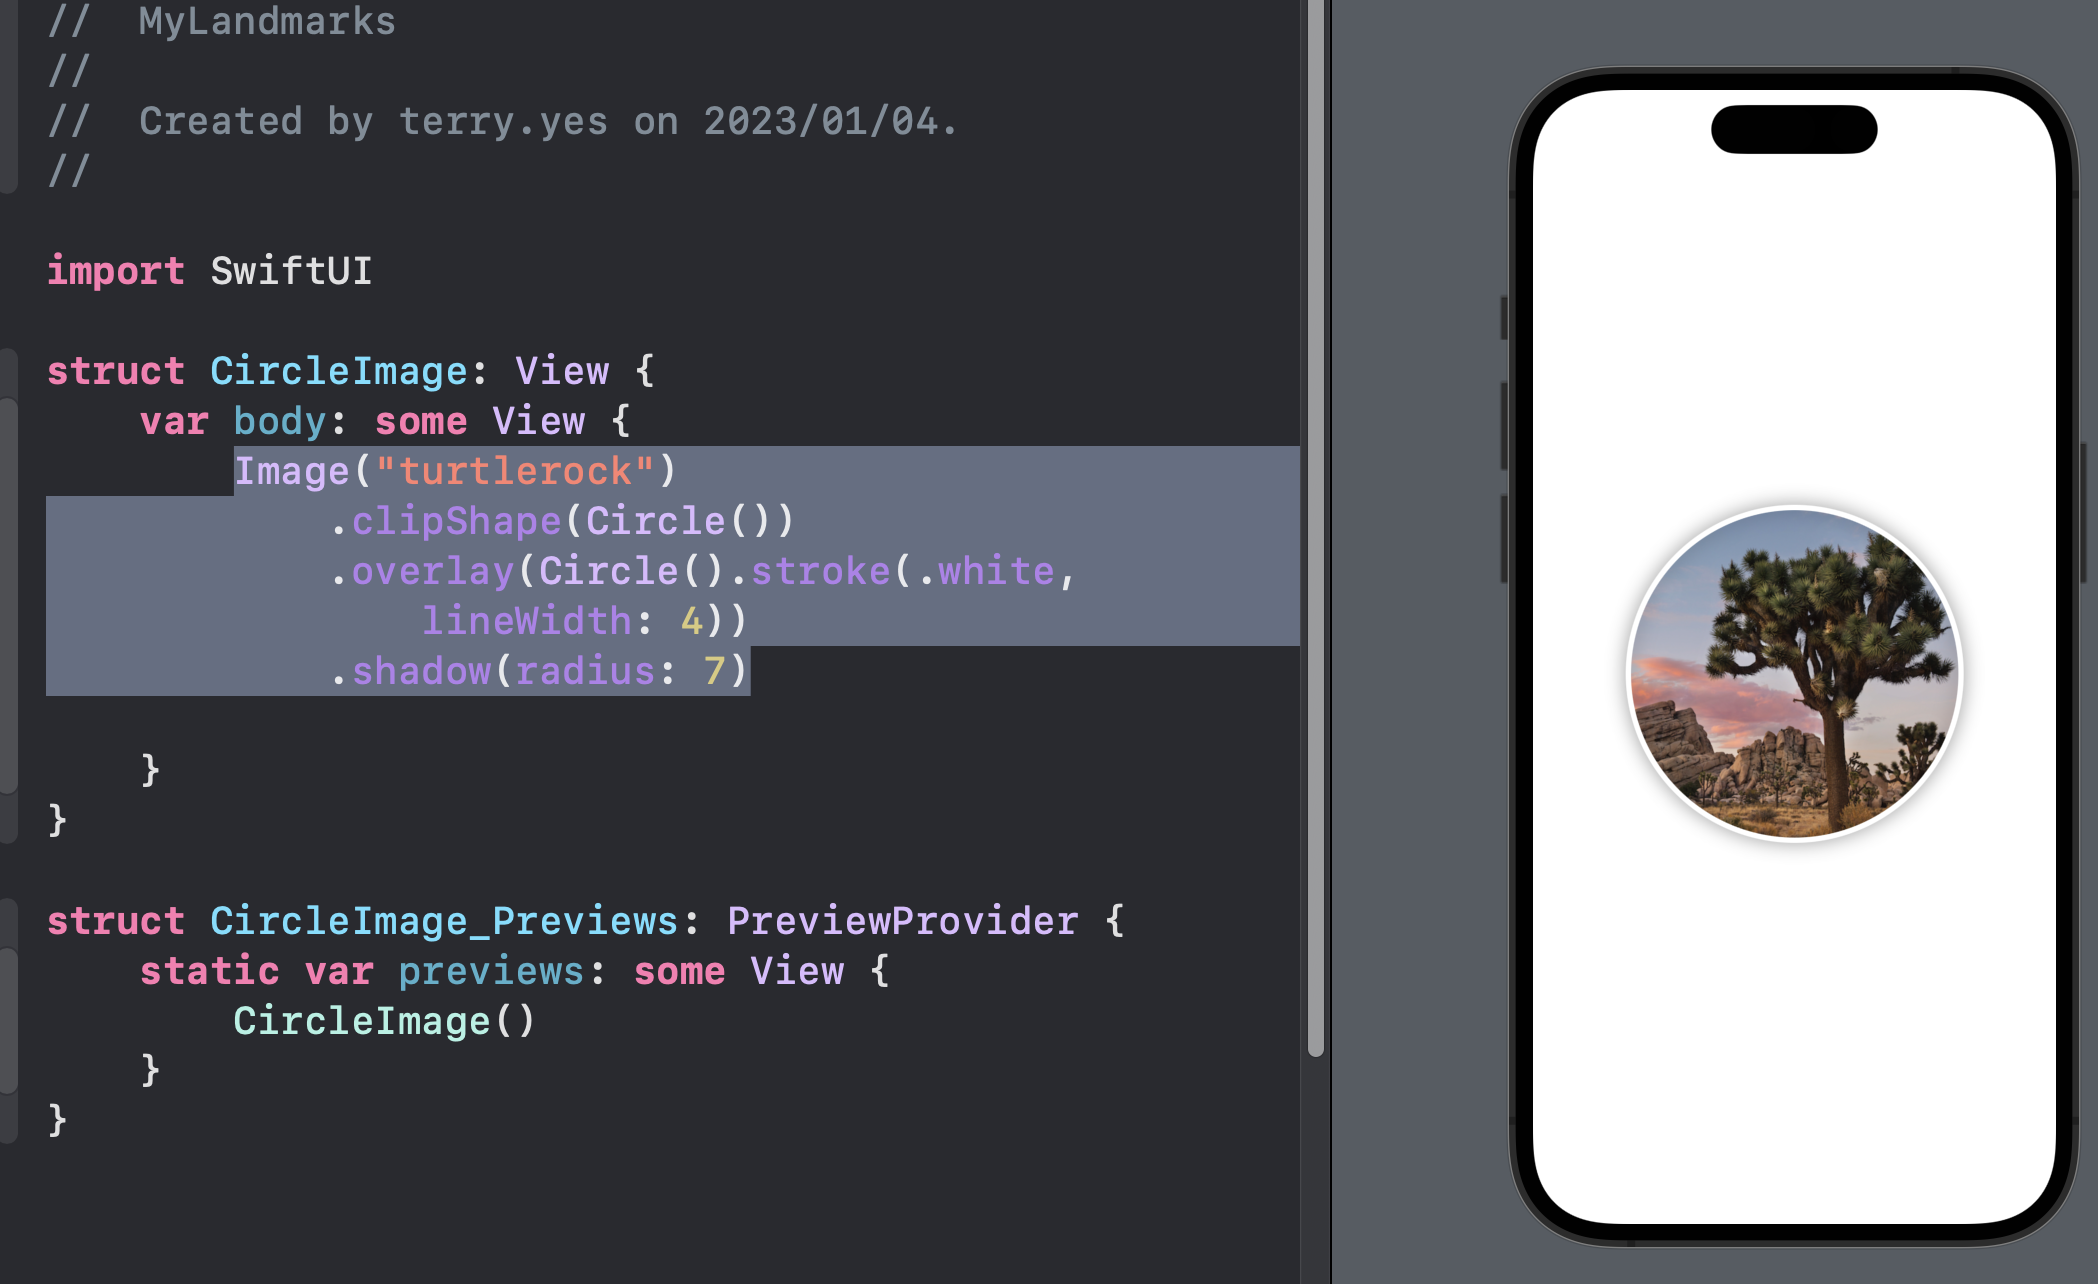 //  MyLandmarks
//
//  Created by terry.yes on 2023/01/04.
//
import SwiftUI
struct CircleImage: View {
    var body: some View {
        Image("turtlerock")
            .clipShape(Circle())
            .overlay(Circle().stroke(.white,
                lineWidth: 4))
            .shadow(radius: 7)
    }
}
struct CircleImage_Previews: PreviewProvider {
    static var previews: some View {
        CircleImage()
    }
}